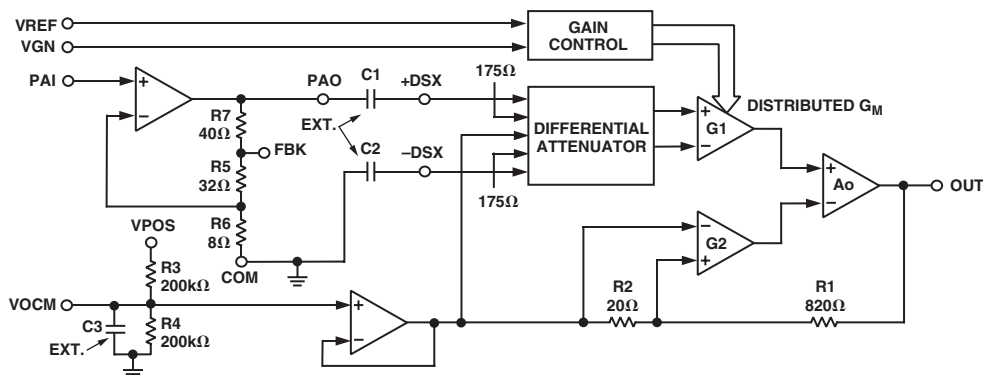 VREF
VGN
GAIN
CONTROL
PAI
+
−
PAO
C1
+DSX
175Ω
R7
40Ω
EXT.
FBK
C2
−DSX
R5
32Ω
175Ω
DIFFERENTIAL
ATTENUATOR
+
G1
−
DISTRIBUTED GM
+
Ao
−
OUT
R6
8Ω
COM
−
G2
+
VPOS
R3
200kΩ
VOCM
C3
EXT.
R4
200kΩ
+
−
R2
20Ω
R1
820Ω